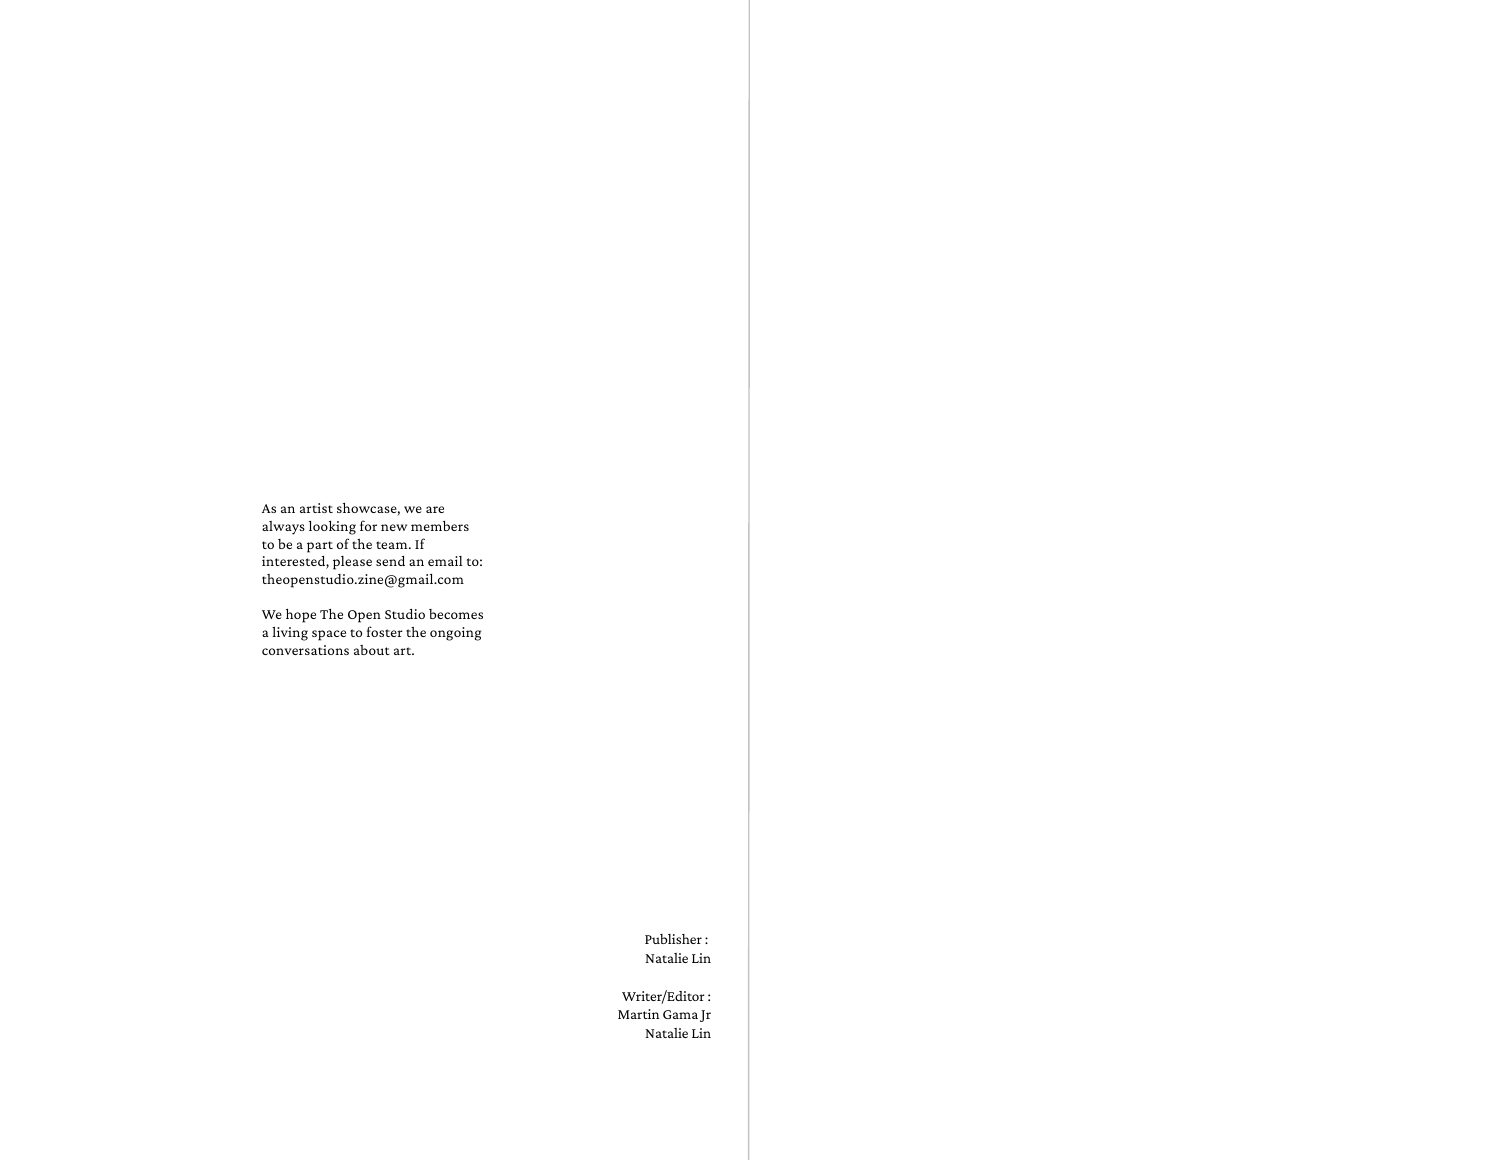 As an artist showcase, we are
always looking for new members
to be a part of the team. If
interested, please send an email to:
theopenstudio.zine@gmail.com
We hope The Open Studio becomes
a living space to foster the ongoing
conversations about art.
Publisher :
Natalie Lin
Writer/Editor :
Martin Gama Jr
Natalie Lin